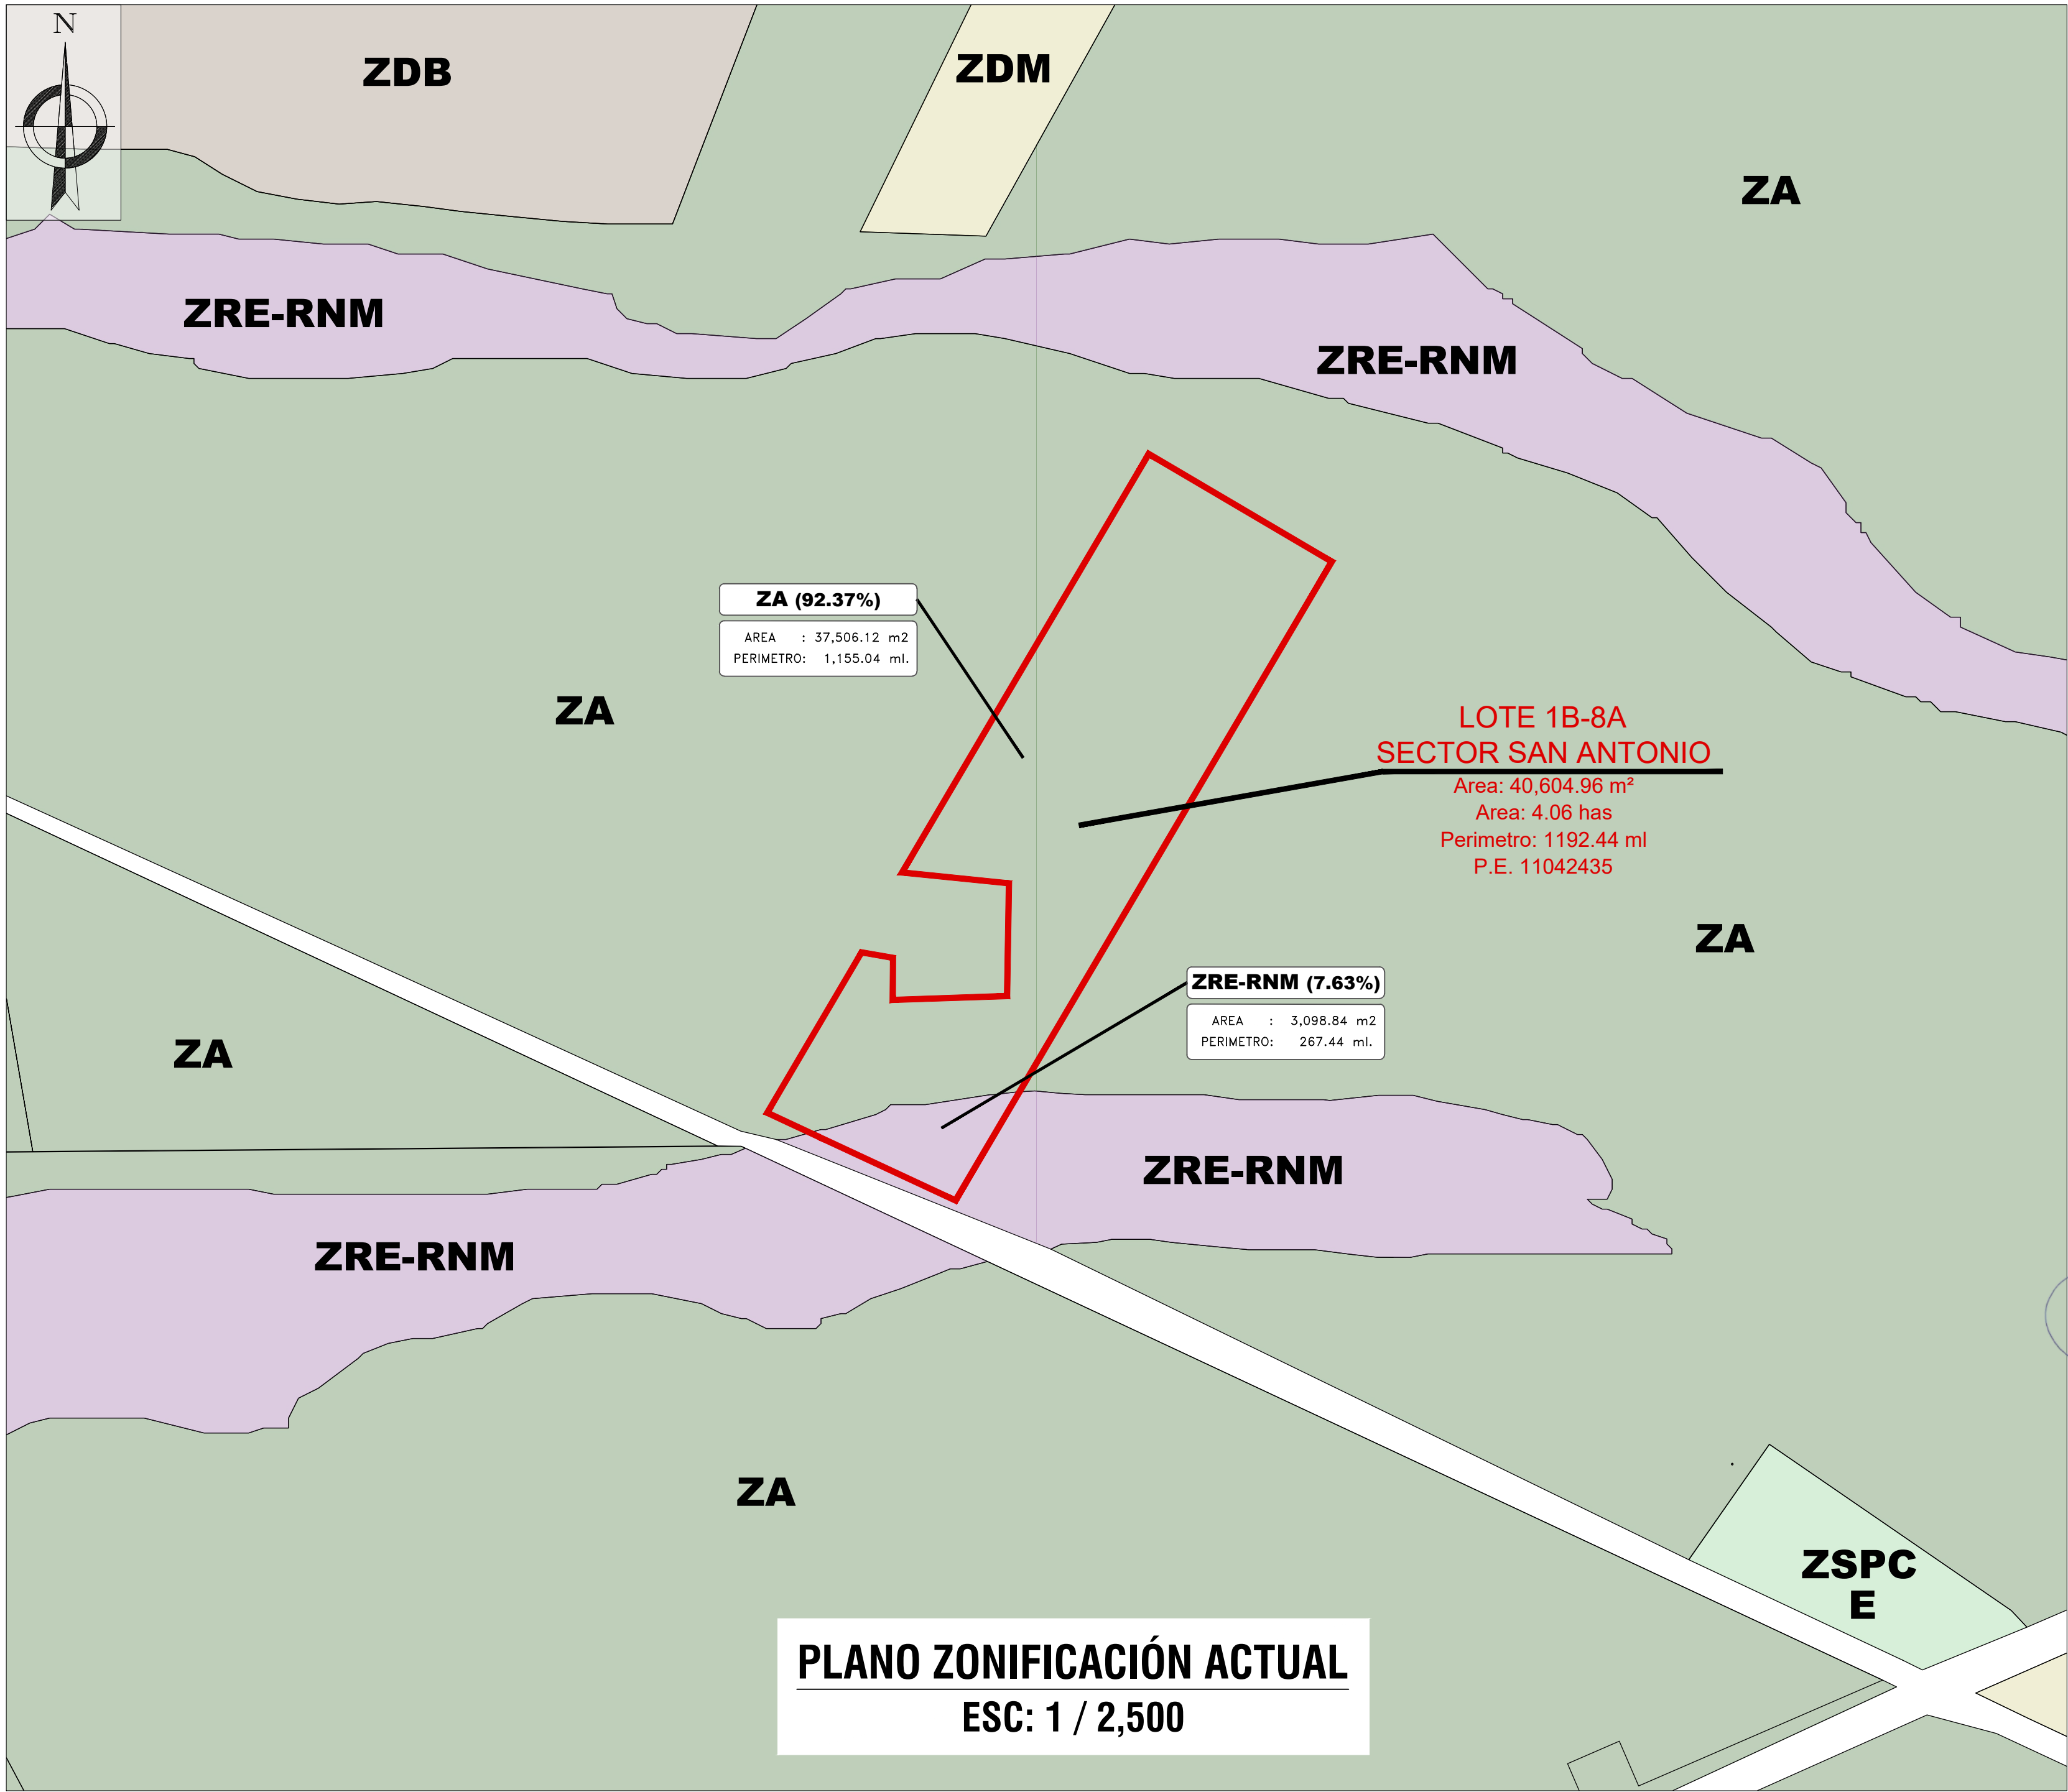 N
ZDB
ZDM
ZA
ZRE-RNM
ZRE-RNM
ZA (92.37%)
AREA : 37,506.12 m2
PERIMETRO: 1,155.04 ml.
ZA
LOTE 1B-8A
SECTOR SAN ANTONIO
Area: 40,604.96 m²
Area: 4.06 has
Perimetro: 1192.44 ml
P.E. 11042435
ZA
ZRE-RNM (7.63%)
AREA : 3,098.84 m2
PERIMETRO: 267.44 ml.
ZA
ZRE-RNM
ZRE-RNM
ZA
ZSPC
E
PLANO ZONIFICACIÓN ACTUAL
ESC: 1 / 2,500